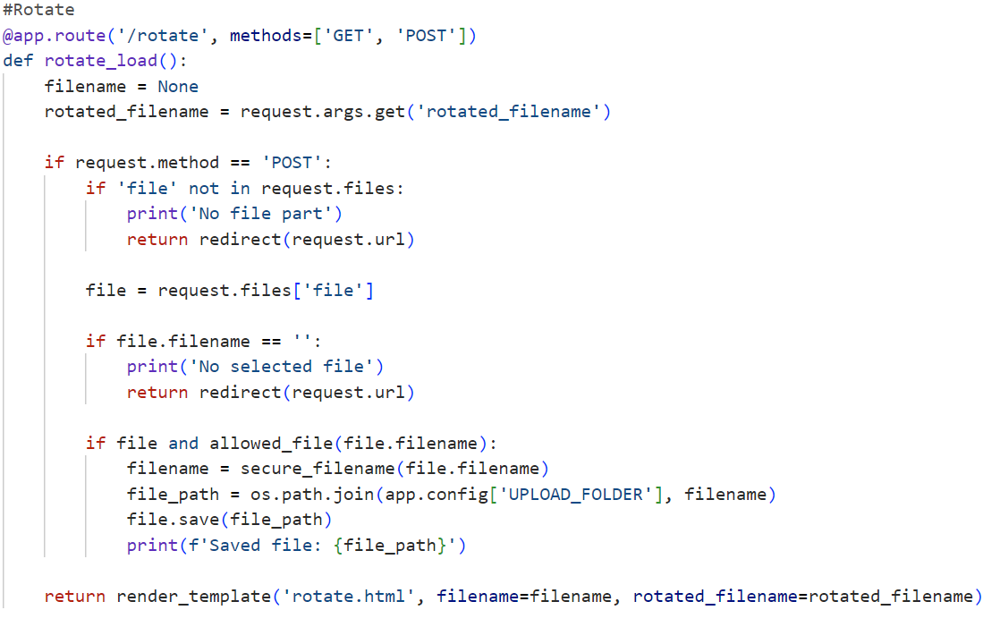 #Rotate
@app.route('/rotate', methods=['GET', 'POST'])
def rotate_load():
    filename = None
    rotated_filename = request.args.get('rotated_filename')

    if request.method == 'POST':
        if 'file' not in request.files:
            print('No file part')
            return redirect(request.url)

        file = request.files['file']

        if file.filename == '':
            print('No selected file')
            return redirect(request.url)

        if file and allowed_file(file.filename):
            filename = secure_filename(file.filename)
            file_path = os.path.join(app.config['UPLOAD_FOLDER'], filename)
            file.save(file_path)
            print(f'Saved file: {file_path}')

    return render_template('rotate.html', filename=filename, rotated_filename=rotated_filename)